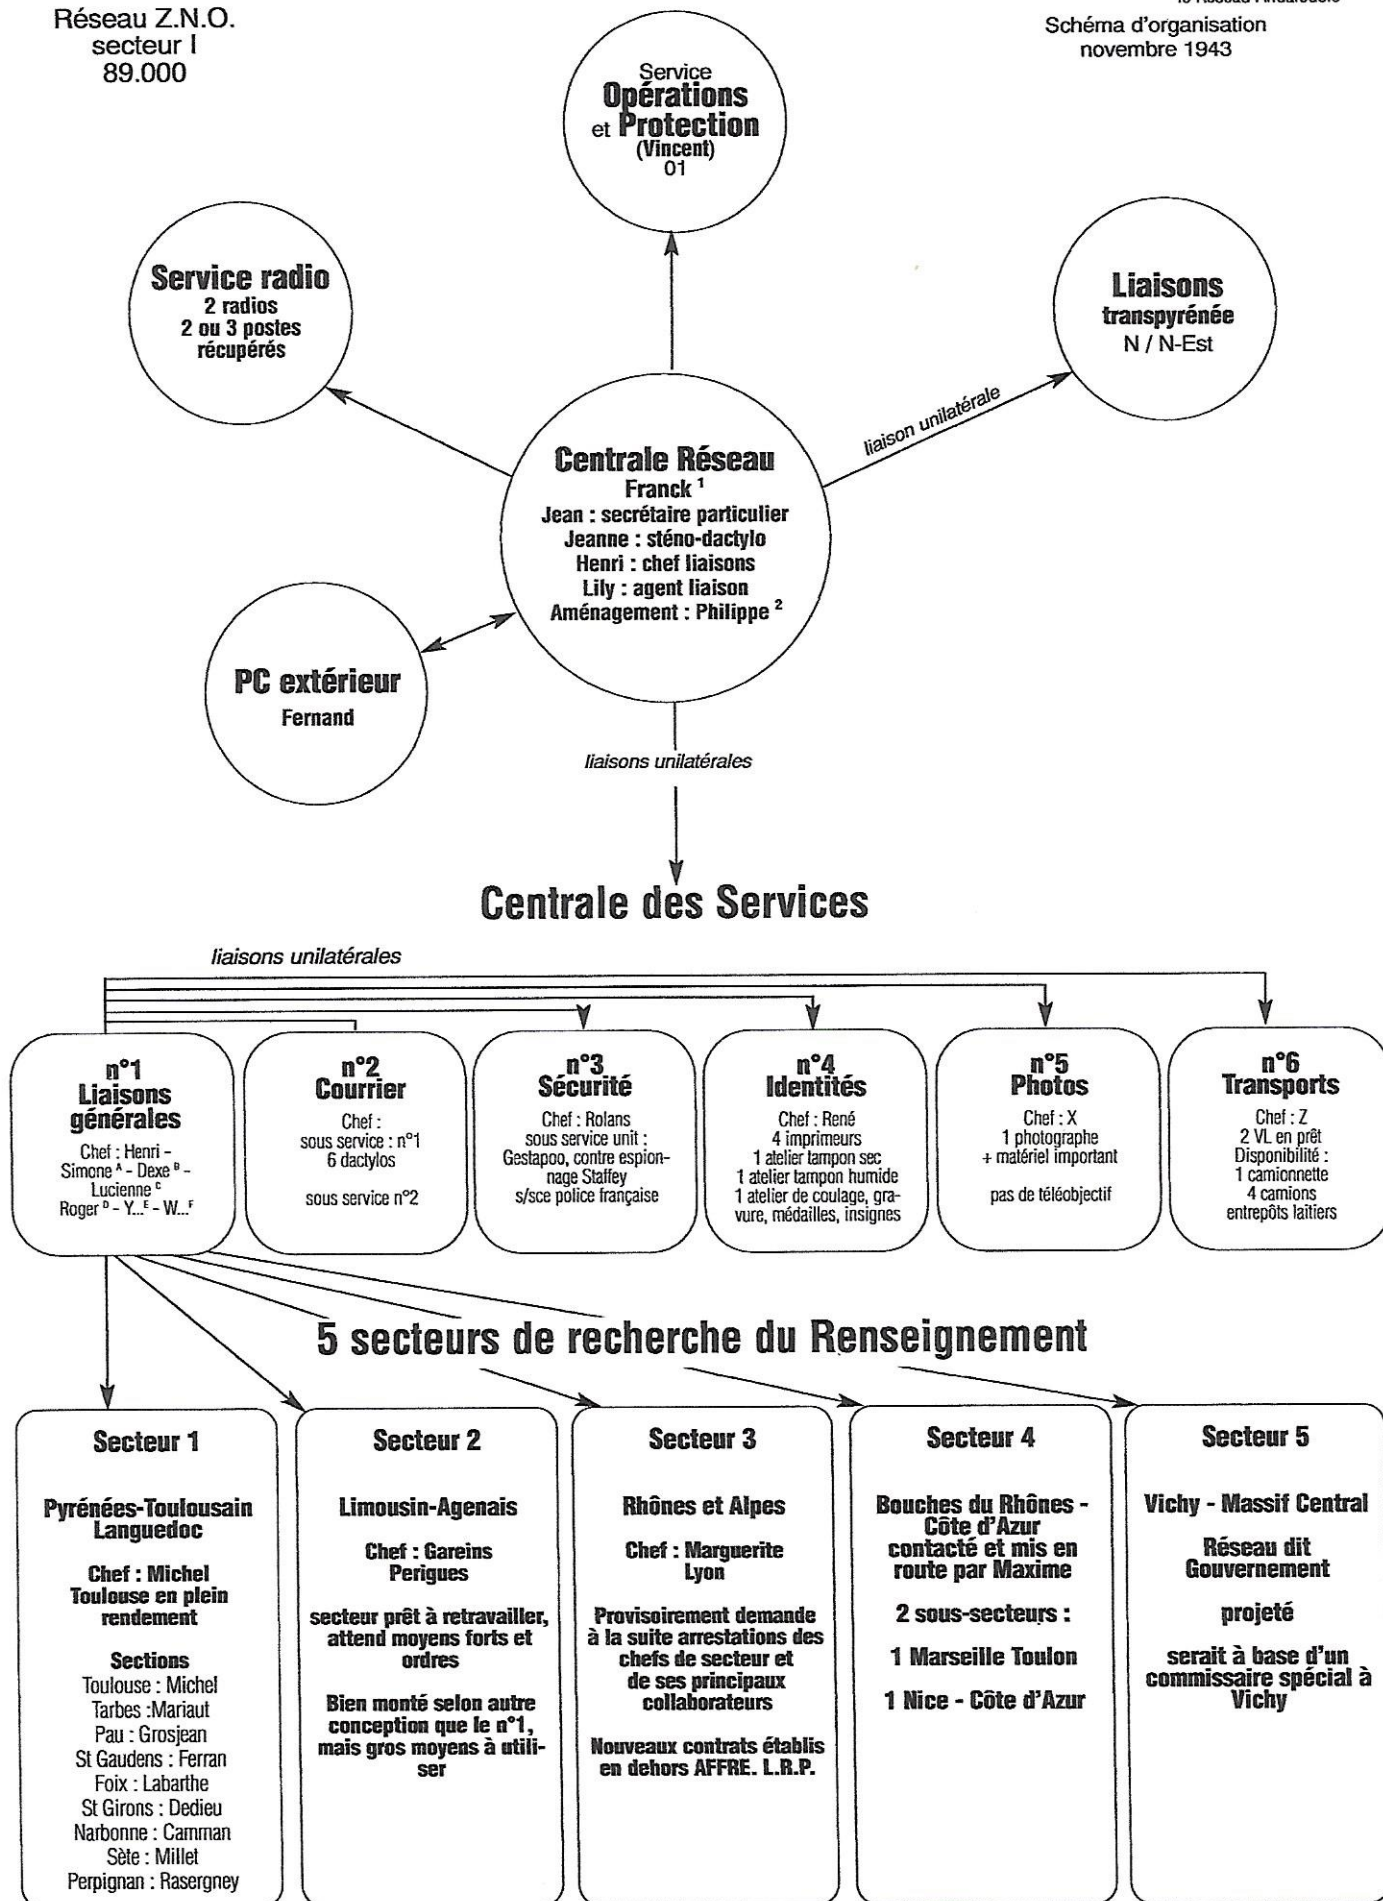 Réseau Z.N.O.
secteur I
89.000
Schéma d'organisation
novembre 1943
Service
Opérations
et Protection
(Vincent)
01
Service radio
2 radios
2 ou 3 postes
récupérés
Liaisons
transpyrénée
N / N-Est
liaison unilatérale
Centrale Réseau
Franck 1
Jean : secrétaire particulier
Jeanne : sténo-dactylo
Henri : chef liaisons
Lily : agent liaison
Aménagement : Philippe 2
PC extérieur
Fernand
liaisons unilatérales
Centrale des Services
liaisons unilatérales
n°1
Liaisons
générales
Chef : Henri -
Simone A - Dexe B -
Lucienne C
Roger D - Y...E - W...F
n°2
Courrier
Chef :
sous service : n°1
6 dactylos
sous service n°2
n°3
Sécurité
Chef : Rolans
sous service unit :
Gestapoo, contre espion-
nage Staffey
s/sce police française
n°4
Identités
Chef : René
4 imprimeurs
1 atelier tampon sec
1 atelier tampon humide
1 atelier de coulage, gra-
vure, médailles, insignes
n°5
Photos
Chef : X
1 photographe
+ matériel important
pas de téléobjectif
n°6
Transports
Chef : Z
2 VL en prêt
Disponibilité :
1 camionnette
4 camions
entrepôts laitiers
5 secteurs de recherche du Renseignement
Secteur 1
Pyrénées-Toulousain
Languedoc
Chef : Michel
Toulouse en plein
rendement
Sections
Toulouse : Michel
Tarbes :Mariaut
Pau : Grosjean
St Gaudens : Ferran
Foix : Labarthe
St Girons : Dedieu
Narbonne : Camman
Sète : Millet
Perpignan : Rasergney
Secteur 2
Limousin-Agenais
Chef : Gareins
Perigues
secteur prêt à retravailler,
attend moyens forts et
ordres
Bien monté selon autre
conception que le n°1,
mais gros moyens à utili-
ser
Secteur 3
Rhônes et Alpes
Chef : Marguerite
Lyon
Provisoirement demande
à la suite arrestations des
chefs de secteur et
de ses principaux
collaborateurs
Nouveaux contrats établis
en dehors AFFRE. L.R.P.
Secteur 4
Bouches du Rhônes -
Côte d'Azur
contacté et mis en
route par Maxime
2 sous-secteurs :
1 Marseille Toulon
1 Nice - Côte d'Azur
Secteur 5
Vichy - Massif Central
Réseau dit
Gouvernement
projeté
serait à base d'un
commissaire spécial à
Vichy